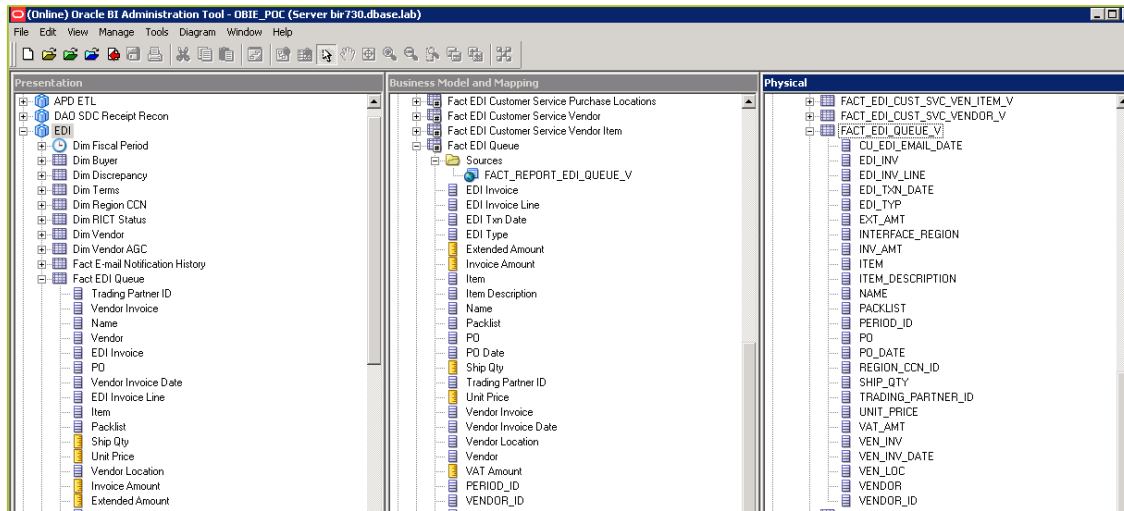 (Online) Oracle BI Administration Tool - OBIE_POC (Server bir730.dbase.lab)
File Edit View Manage Tools Diagram Window Help
Presentation
APD ETL
DAO SDC Receipt Recon
EDI
Dim Fiscal Period
Dim Buyer
Dim Discrepancy
Dim Terms
Dim Region CCN
Dim RICT Status
Dim Vendor
Dim Vendor AGC
Fact E-mail Notification History
Fact EDI Queue
Trading Partner ID
Vendor Invoice
Name
Vendor
EDI Invoice
PO
Vendor Invoice Date
EDI Invoice Line
Item
Packlist
Ship Qty
Unit Price
Vendor Location
Invoice Amount
Extended Amount
Business Model and Mapping
Fact EDI Customer Service Purchase Locations
Fact EDI Customer Service Vendor
Fact EDI Customer Service Vendor Item
Fact EDI Queue
Sources
FACT_REPORT_EDI_QUEUE_V
EDI Invoice
EDI Invoice Line
EDI Txn Date
EDI Type
Extended Amount
Invoice Amount
Item
Item Description
Name
Packlist
PO
PO Date
Ship Qty
Trading Partner ID
Unit Price
Vendor Invoice
Vendor Invoice Date
Vendor Location
Vendor
VAT Amount
PERIOD_ID
VENDOR_ID
Physical
FACT_EDI_CUST_SVC_VEN_ITEM_V
FACT_EDI_CUST_SVC_VENDOR_V
FACT_EDI_QUEUE_V
CU_EDI_EMAIL_DATE
EDI_INV
EDI_INV_LINE
EDI_TXN_DATE
EDI_TYP
EXT_AMT
INTERFACE_REGION
INV_AMT
ITEM
ITEM_DESCRIPTION
NAME
PACKLIST
PERIOD_ID
PO
PO_DATE
REGION_CCN_ID
SHIP_QTY
TRADING_PARTNER_ID
UNIT_PRICE
VAT_AMT
VEN_INV
VEN_INV_DATE
VEN_LOC
VENDOR
VENDOR_ID